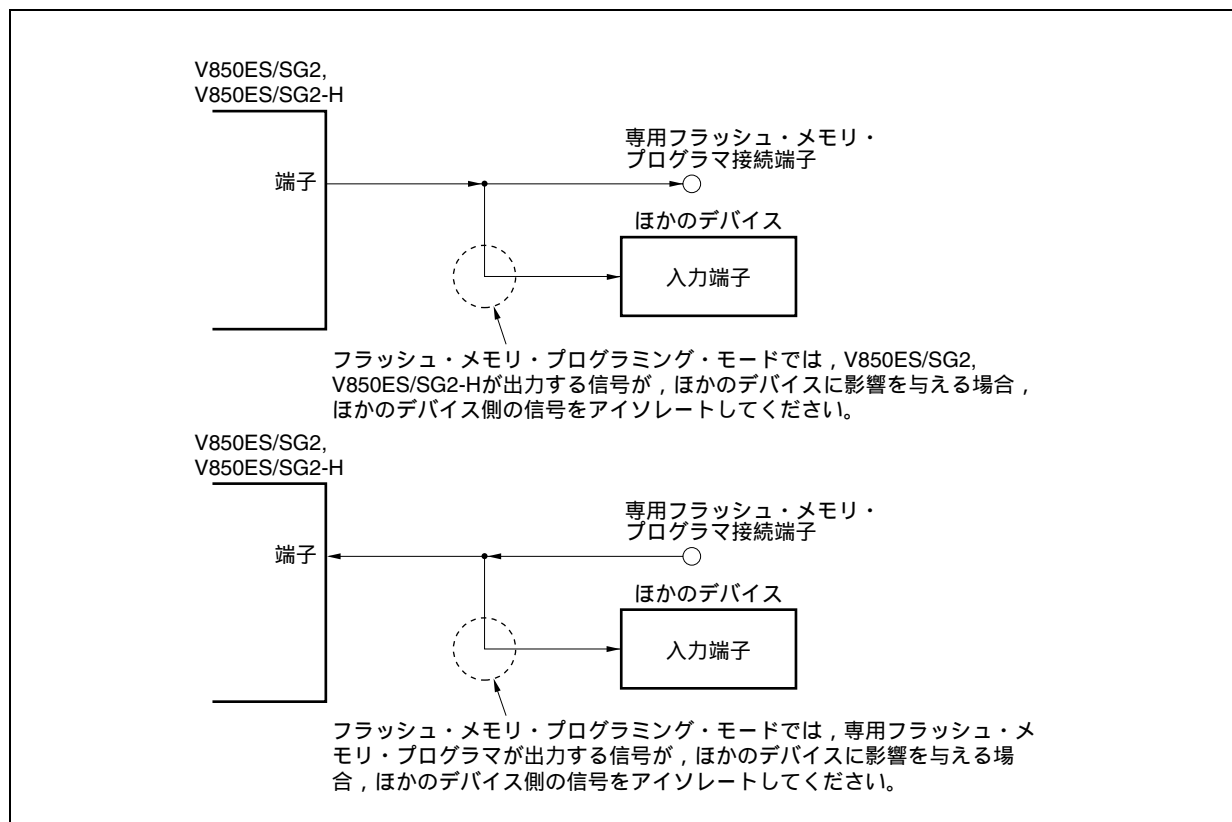 V850ES/SG2,
V850ES/SG2-H
端子
専用フラッシュ・メモリ・
プログラマ接続端子
ほかのデバイス
入力端子
フラッシュ・メモリ・プログラミング・モードでは，V850ES/SG2,
V850ES/SG2-Hが出力する信号が，ほかのデバイスに影響を与える場合，
ほかのデバイス側の信号をアイソレートしてください。
V850ES/SG2,
V850ES/SG2-H
端子
専用フラッシュ・メモリ・
プログラマ接続端子
ほかのデバイス
入力端子
フラッシュ・メモリ・プログラミング・モードでは，専用フラッシュ・メ
モリ・プログラマが出力する信号が，ほかのデバイスに影響を与える場
合，ほかのデバイス側の信号をアイソレートしてください。